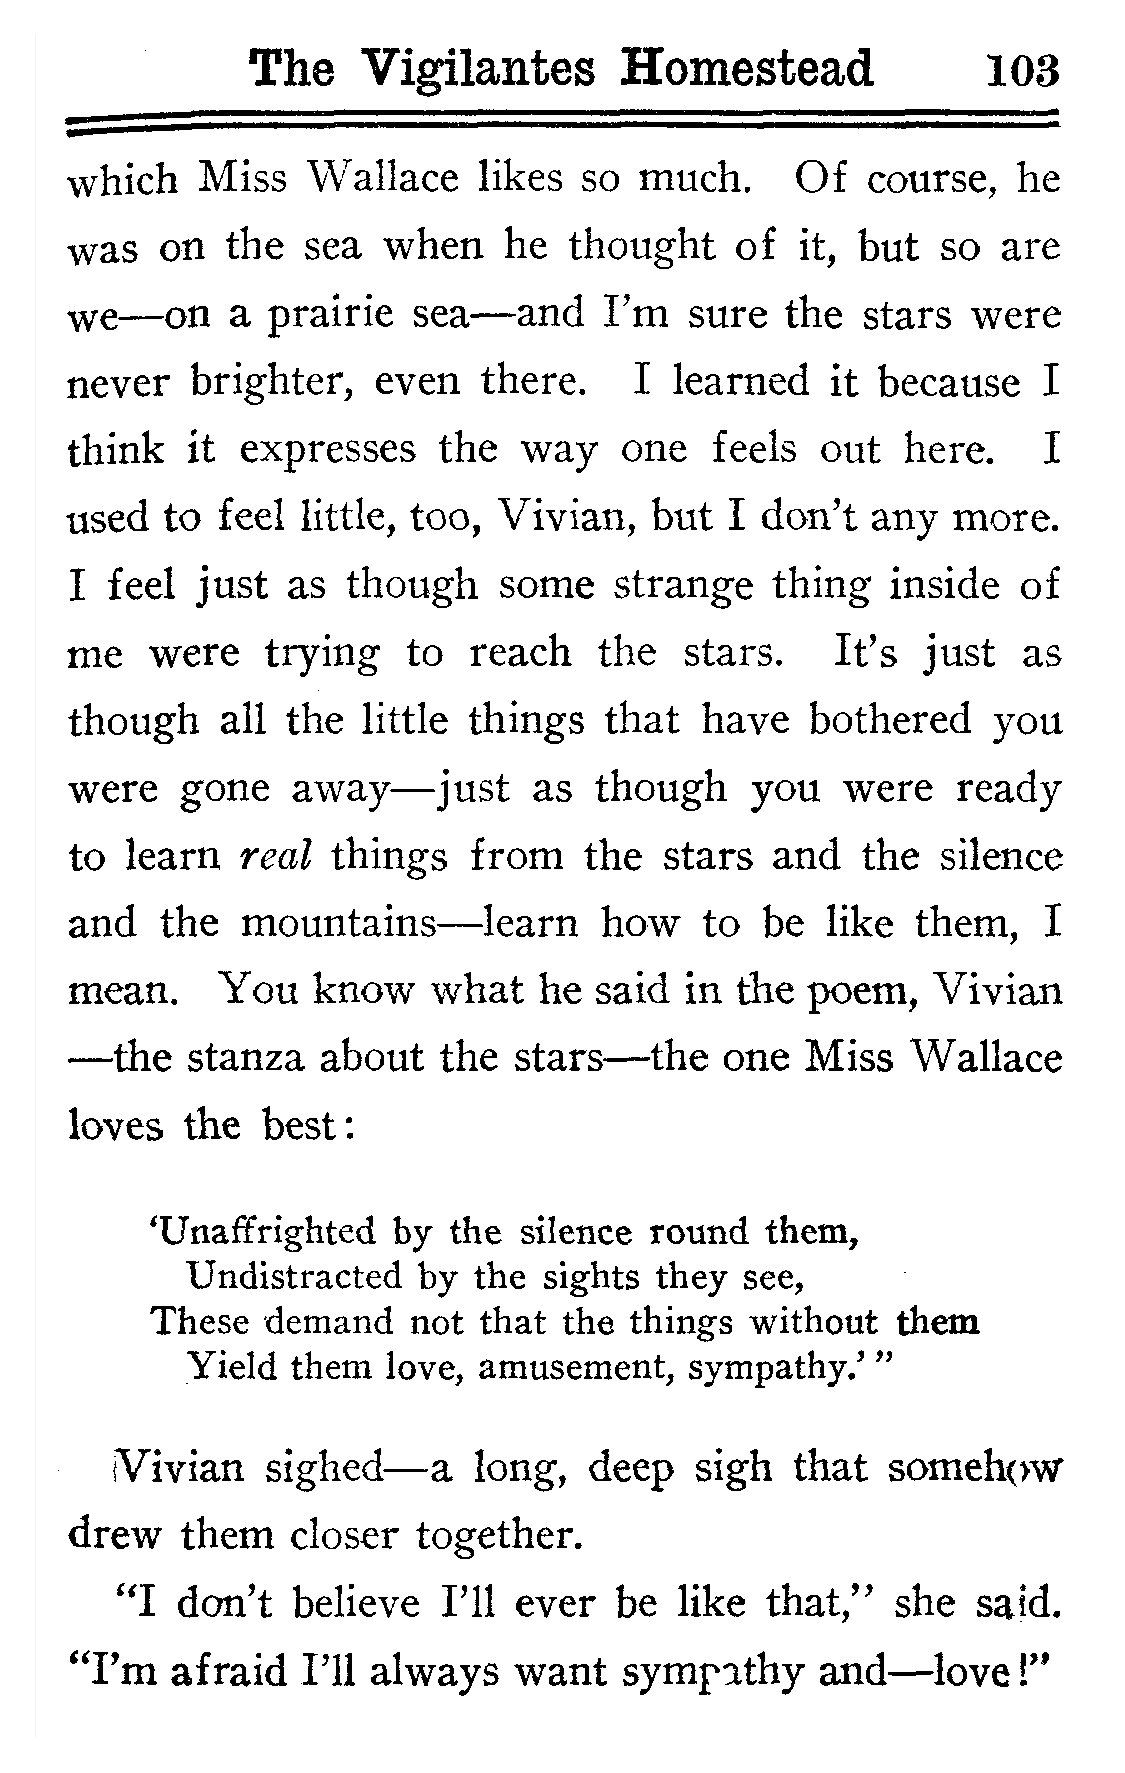 The Vigilantes Homestead 103
which Miss Wallace likes so much. Of course, he
was on the sea when he thought of it, but so are
we—on a prairie sea—and I'm sure the stars were
never brighter, even there. I learned it because I
think it expresses the way one feels out here. I
used to feel little, too, Vivian, but I don't any more.
I feel just as though some strange thing inside of
me were trying to reach the stars. It's just as
though all the little things that have bothered you
were gone away—just as though you were ready
to learn real things from the stars and the silence
and the mountains—learn how to be like them, I
mean. You know what he said in the poem, Vivian
—the stanza about the stars—the one Miss Wallace
loves the best:
'Unaffrighted by the silence round them,
Undistracted by the sights they see,
These demand not that the things without them
Yield them love, amusement, sympathy.' "
Vivian sighed—a long, deep sigh that somehow
drew them closer together.
"I don't believe I'll ever be like that," she said.
"I'm afraid I'll always want sympathy and—love!"